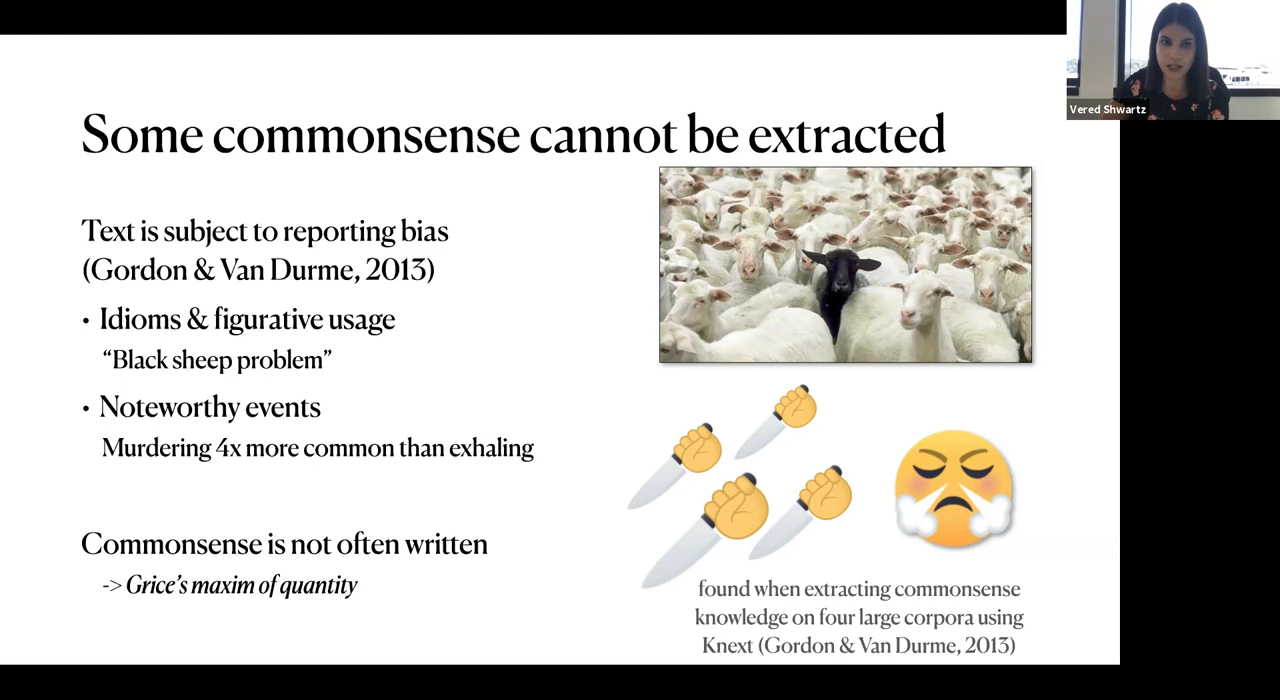 Vered Shwartz
Some commonsense cannot be extracted
Text is subject to reporting bias
(Gordon & Van Durme, 2013)
• Idioms & figurative usage
“Black sheep problem”
• Noteworthy events
Murdering 4x more common than exhaling
Commonsense is not often written
-> Grice’s maxim of quantity
found when extracting commonsense
knowledge on four large corpora using
Knext (Gordon & Van Durme, 2013)